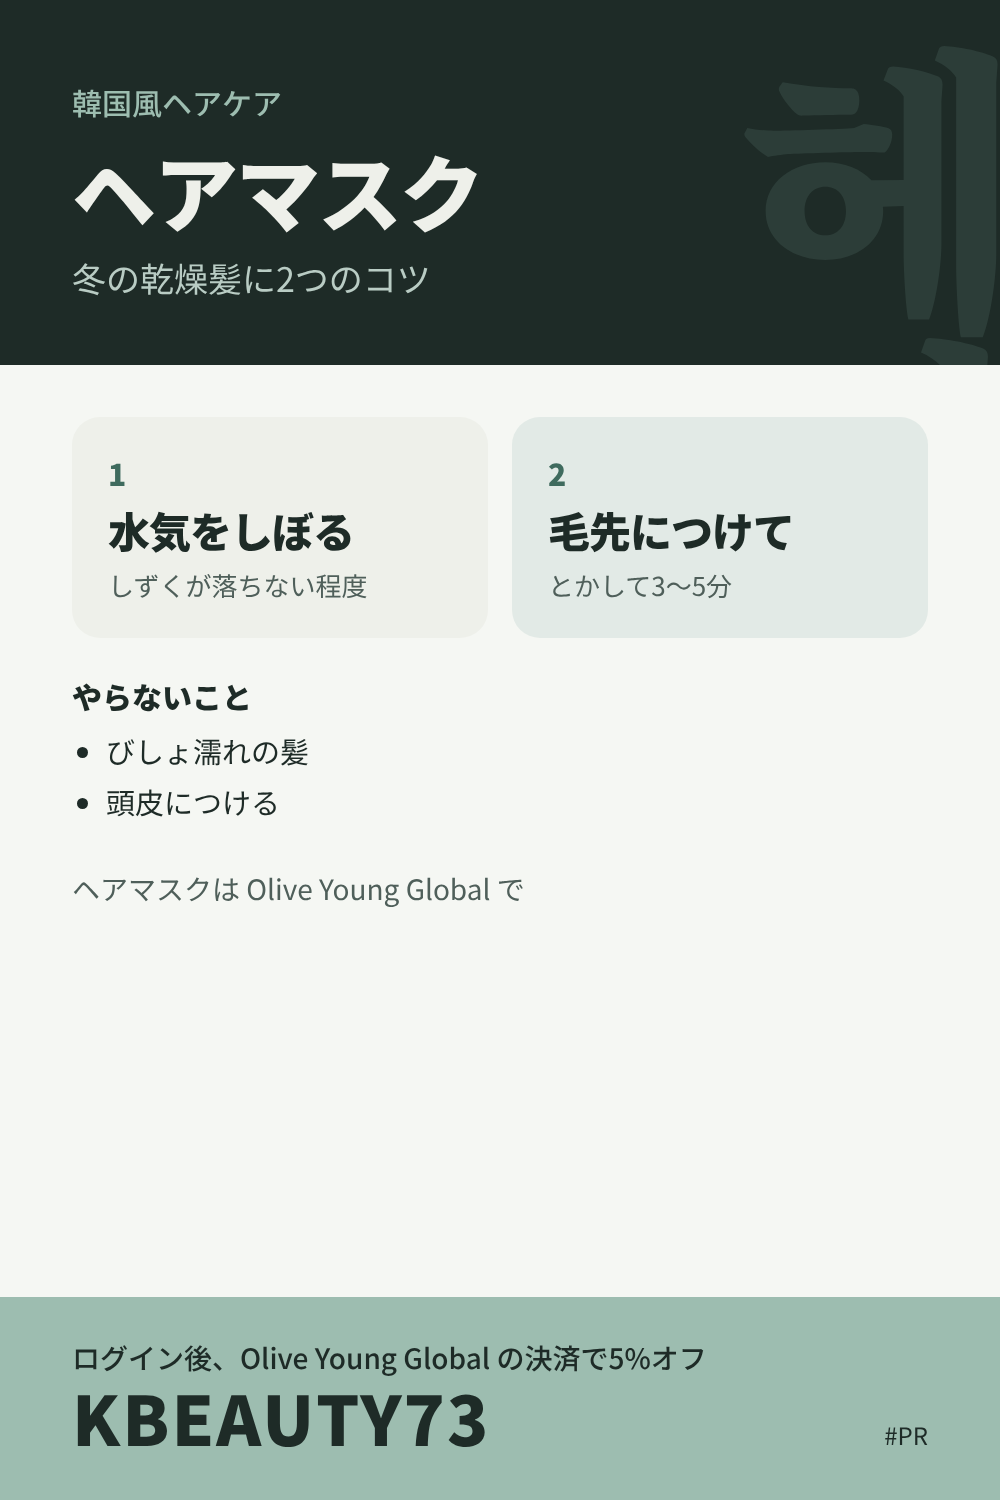 韓国風ヘアケア
ヘアマスク
冬の乾燥髪に2つのコツ
헤
1
水気をしぼる
しずくが落ちない程度
2
毛先につけて
とかして3〜5分
やらないこと
• びしょ濡れの髪
• 頭皮につける
ヘアマスクは Olive Young Global で
ログイン後、Olive Young Global の決済で5%オフ
KBEAUTY73
#PR